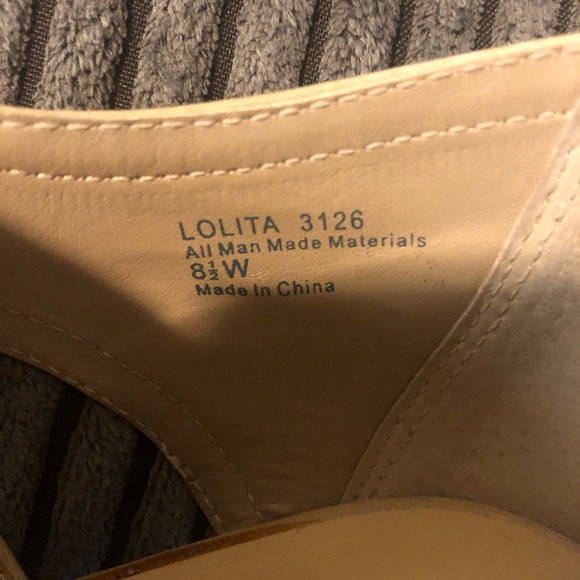 LOLITA 3126
All Man Made Materials
8½W
Made In China